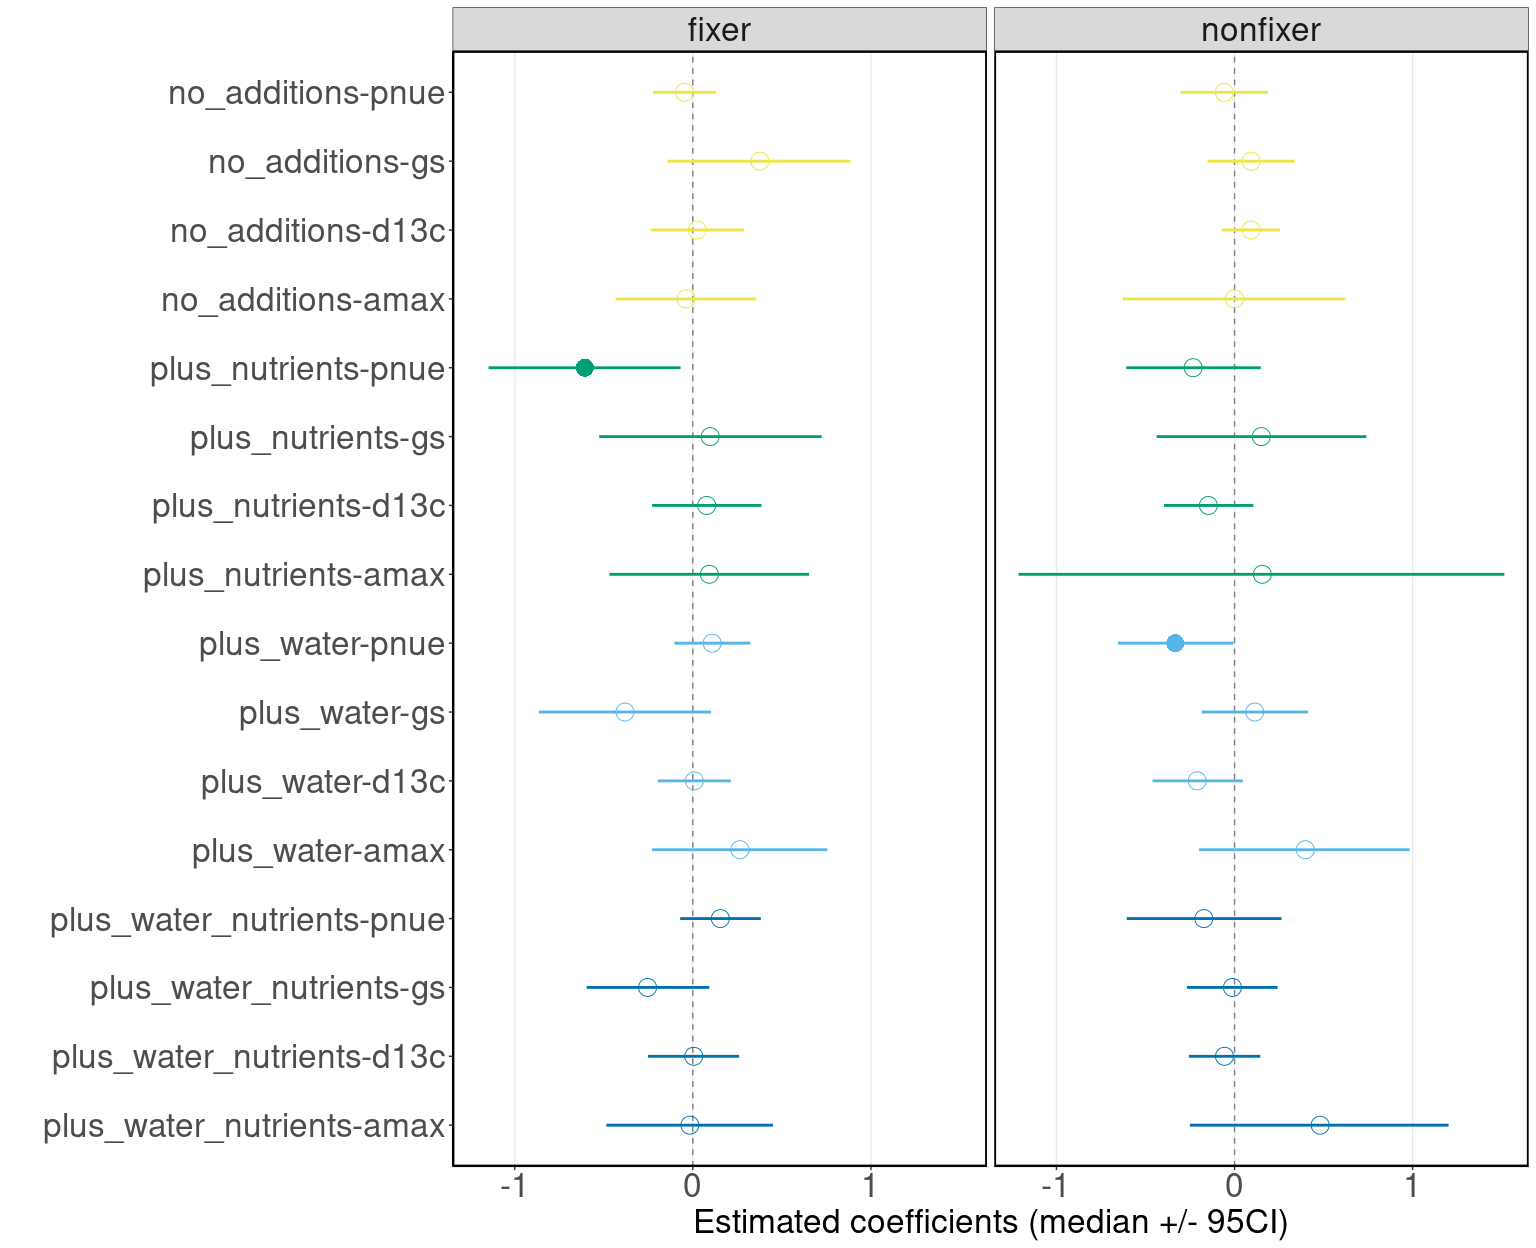 fixer
nonfixer
no_additions-pnue
no_additions-gs
no_additions-d13c
no_additions-amax
plus_nutrients-pnue
plus_nutrients-gs
plus_nutrients-d13c
plus_nutrients-amax
plus_water-pnue
plus_water-gs
plus_water-d13c
plus_water-amax
plus_water_nutrients-pnue
plus_water_nutrients-gs
plus_water_nutrients-d13c
plus_water_nutrients-amax
-1 0 1
-1 0 1
Estimated coefficients (median +/- 95CI)